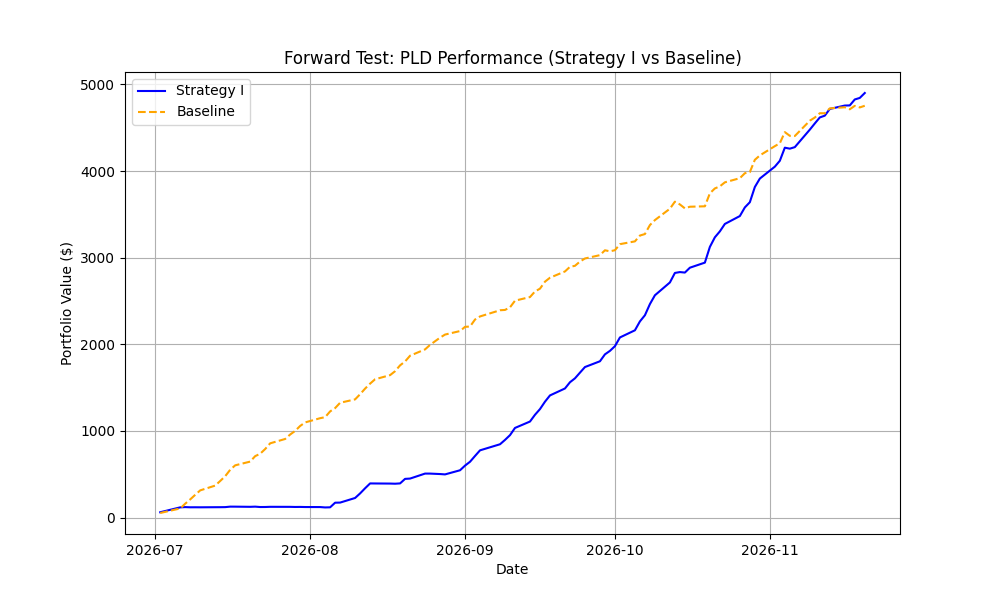 Forward Test: PLD Performance (Strategy I vs Baseline)
Strategy I
Baseline
Portfolio Value ($)
5000
4000
3000
2000
1000
0
2026-07
2026-08
2026-09
2026-10
2026-11
Date